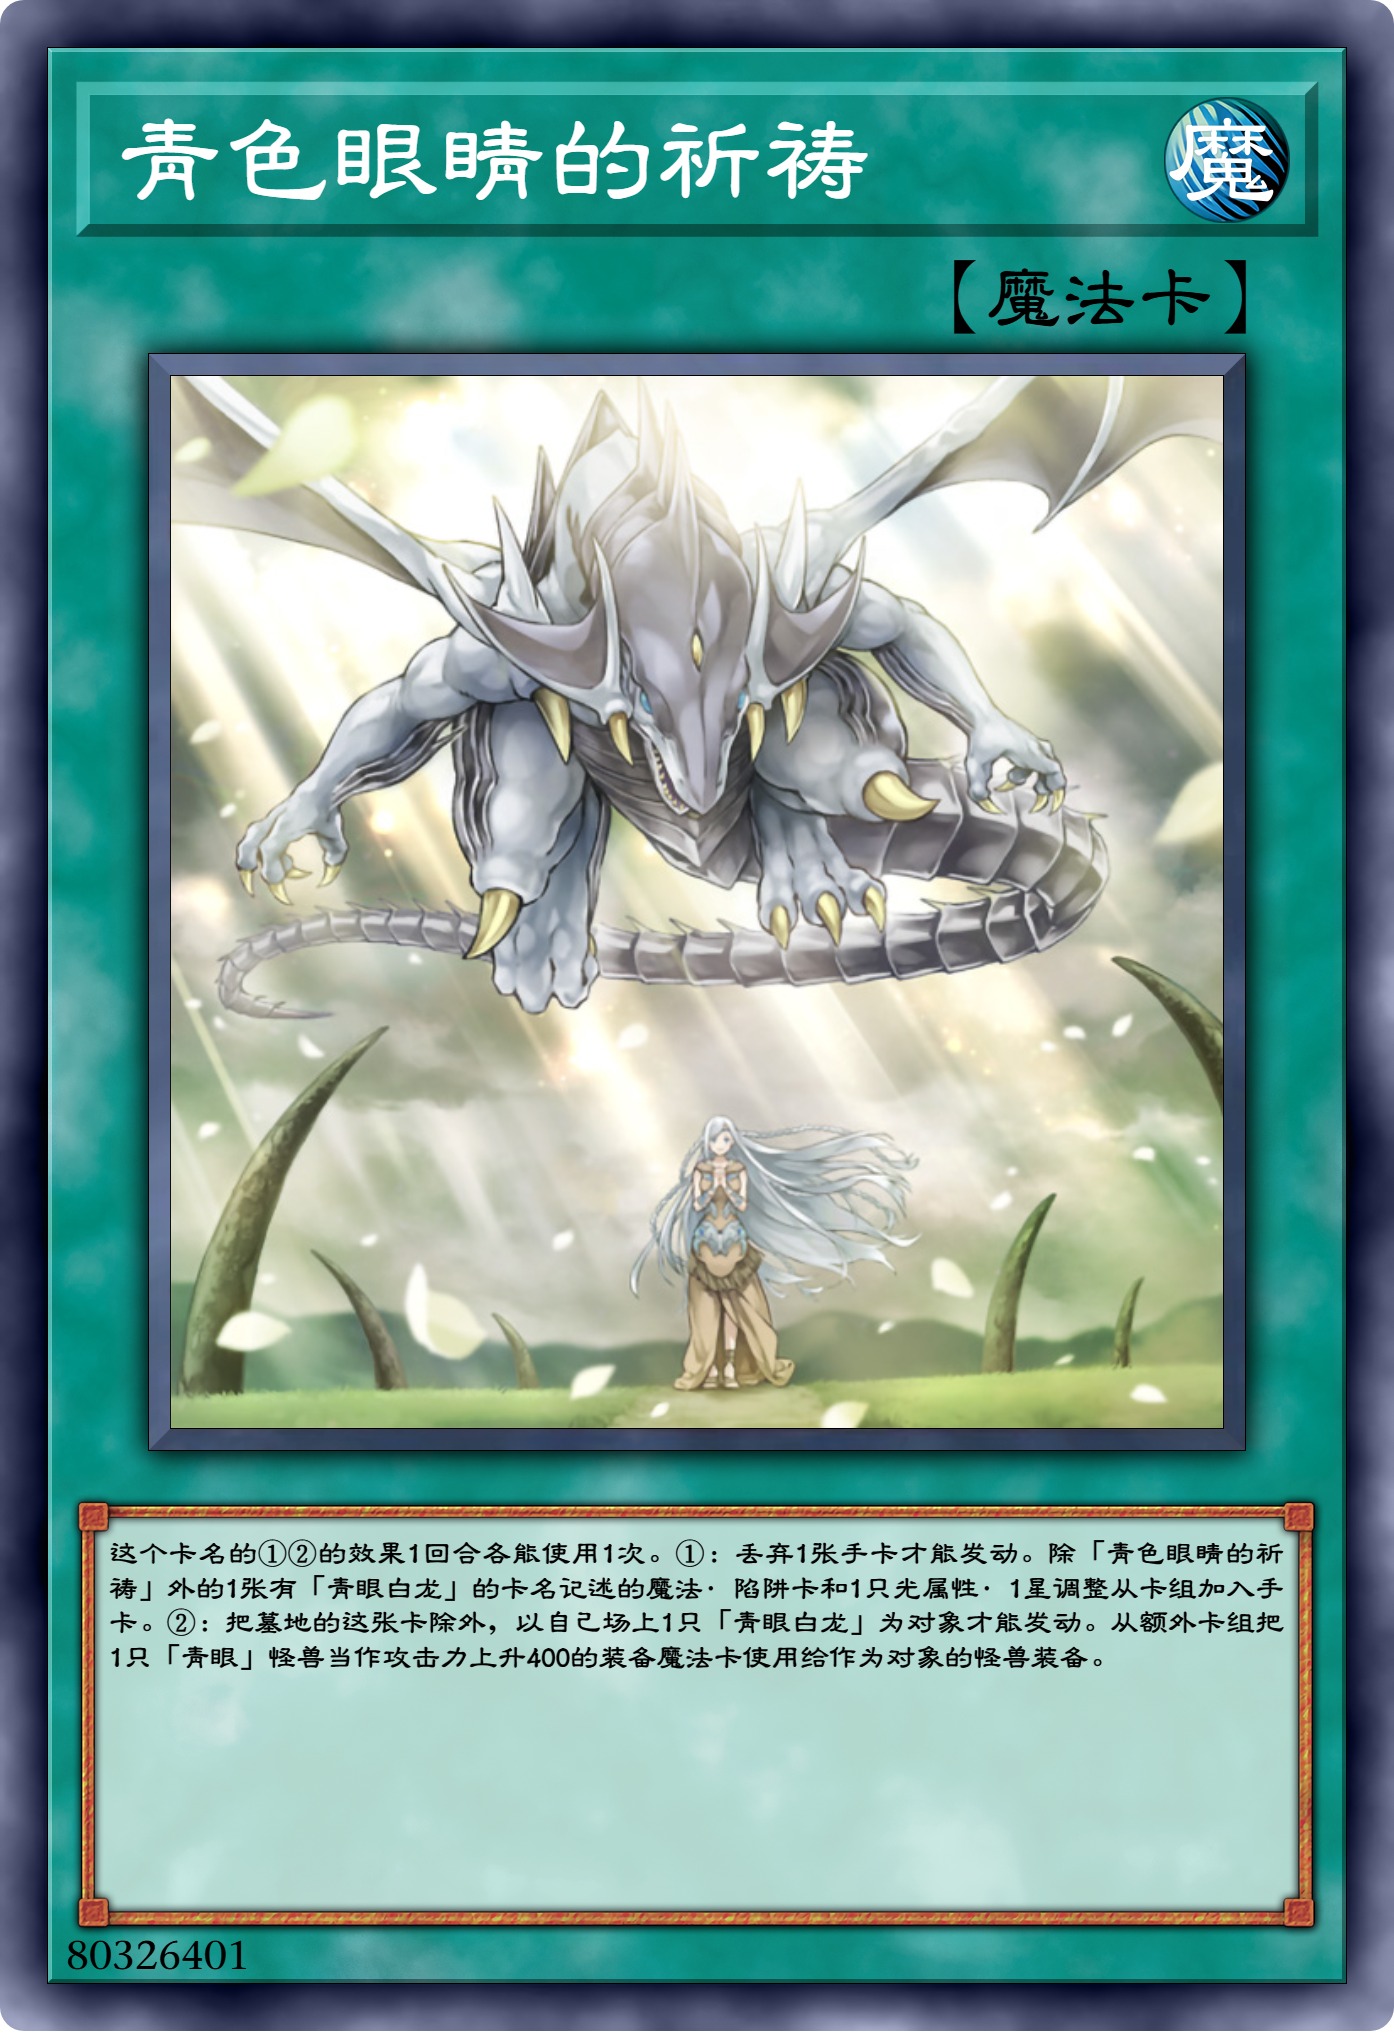 青色眼睛的祈祷
魔
【魔法卡】
这个卡名的①②的效果1回合各能使用1次。①：丢弃1张手卡才能发动。除「青色眼睛的祈
祷」外的1张有「青眼白龙」的卡名记述的魔法·陷阱卡和1只光属性·1星调整从卡组加入手
卡。②：把墓地的这张卡除外，以自己场上1只「青眼白龙」为对象才能发动。从额外卡组把
1只「青眼」怪兽当作攻击力上升400的装备魔法卡使用给作为对象的怪兽装备。
80326401